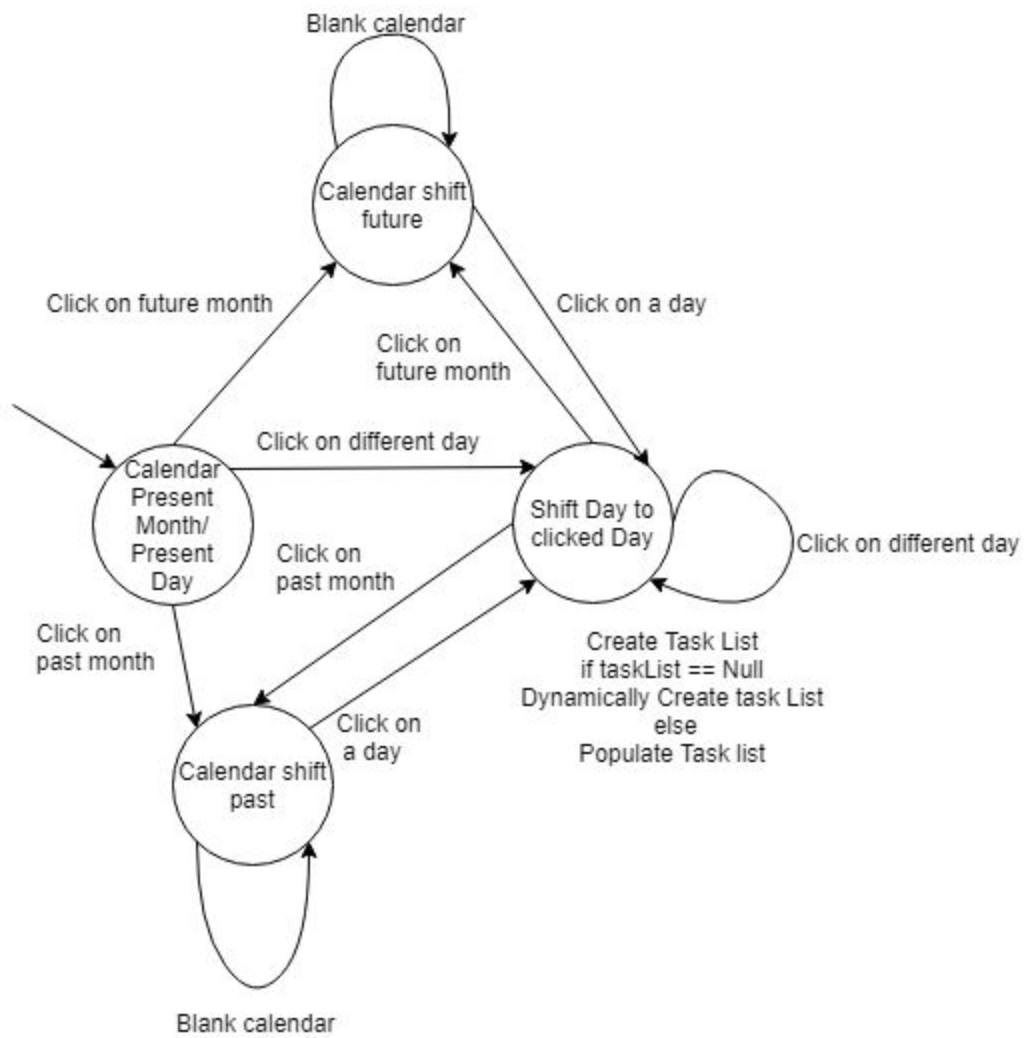 Blank calendar
Calendar shift
future
Click on future month
Click on a day
Click on
future month
Click on different day
Calendar
Present
Month/
Present
Day
Shift Day to
clicked Day
Click on different day
Click on
past month
Click on
past month
Create Task List
if taskList == Null
Dynamically Create task List
else
Populate Task list
Click on
a day
Calendar shift
past
Blank calendar